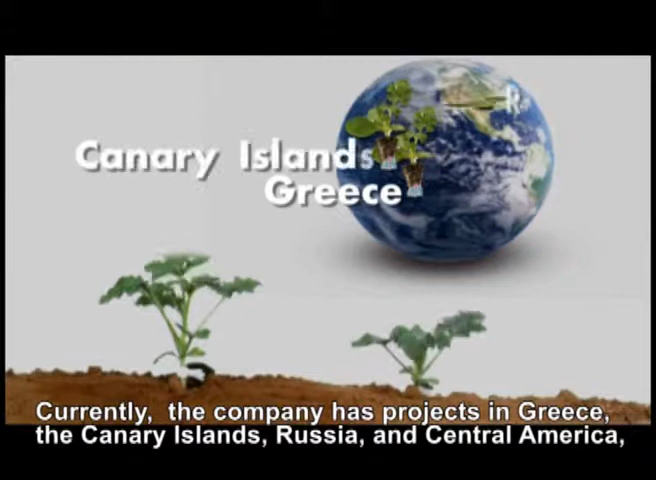 Canary Islands
Greece
R
Currently, the company has projects in Greece,
the Canary Islands, Russia, and Central America,